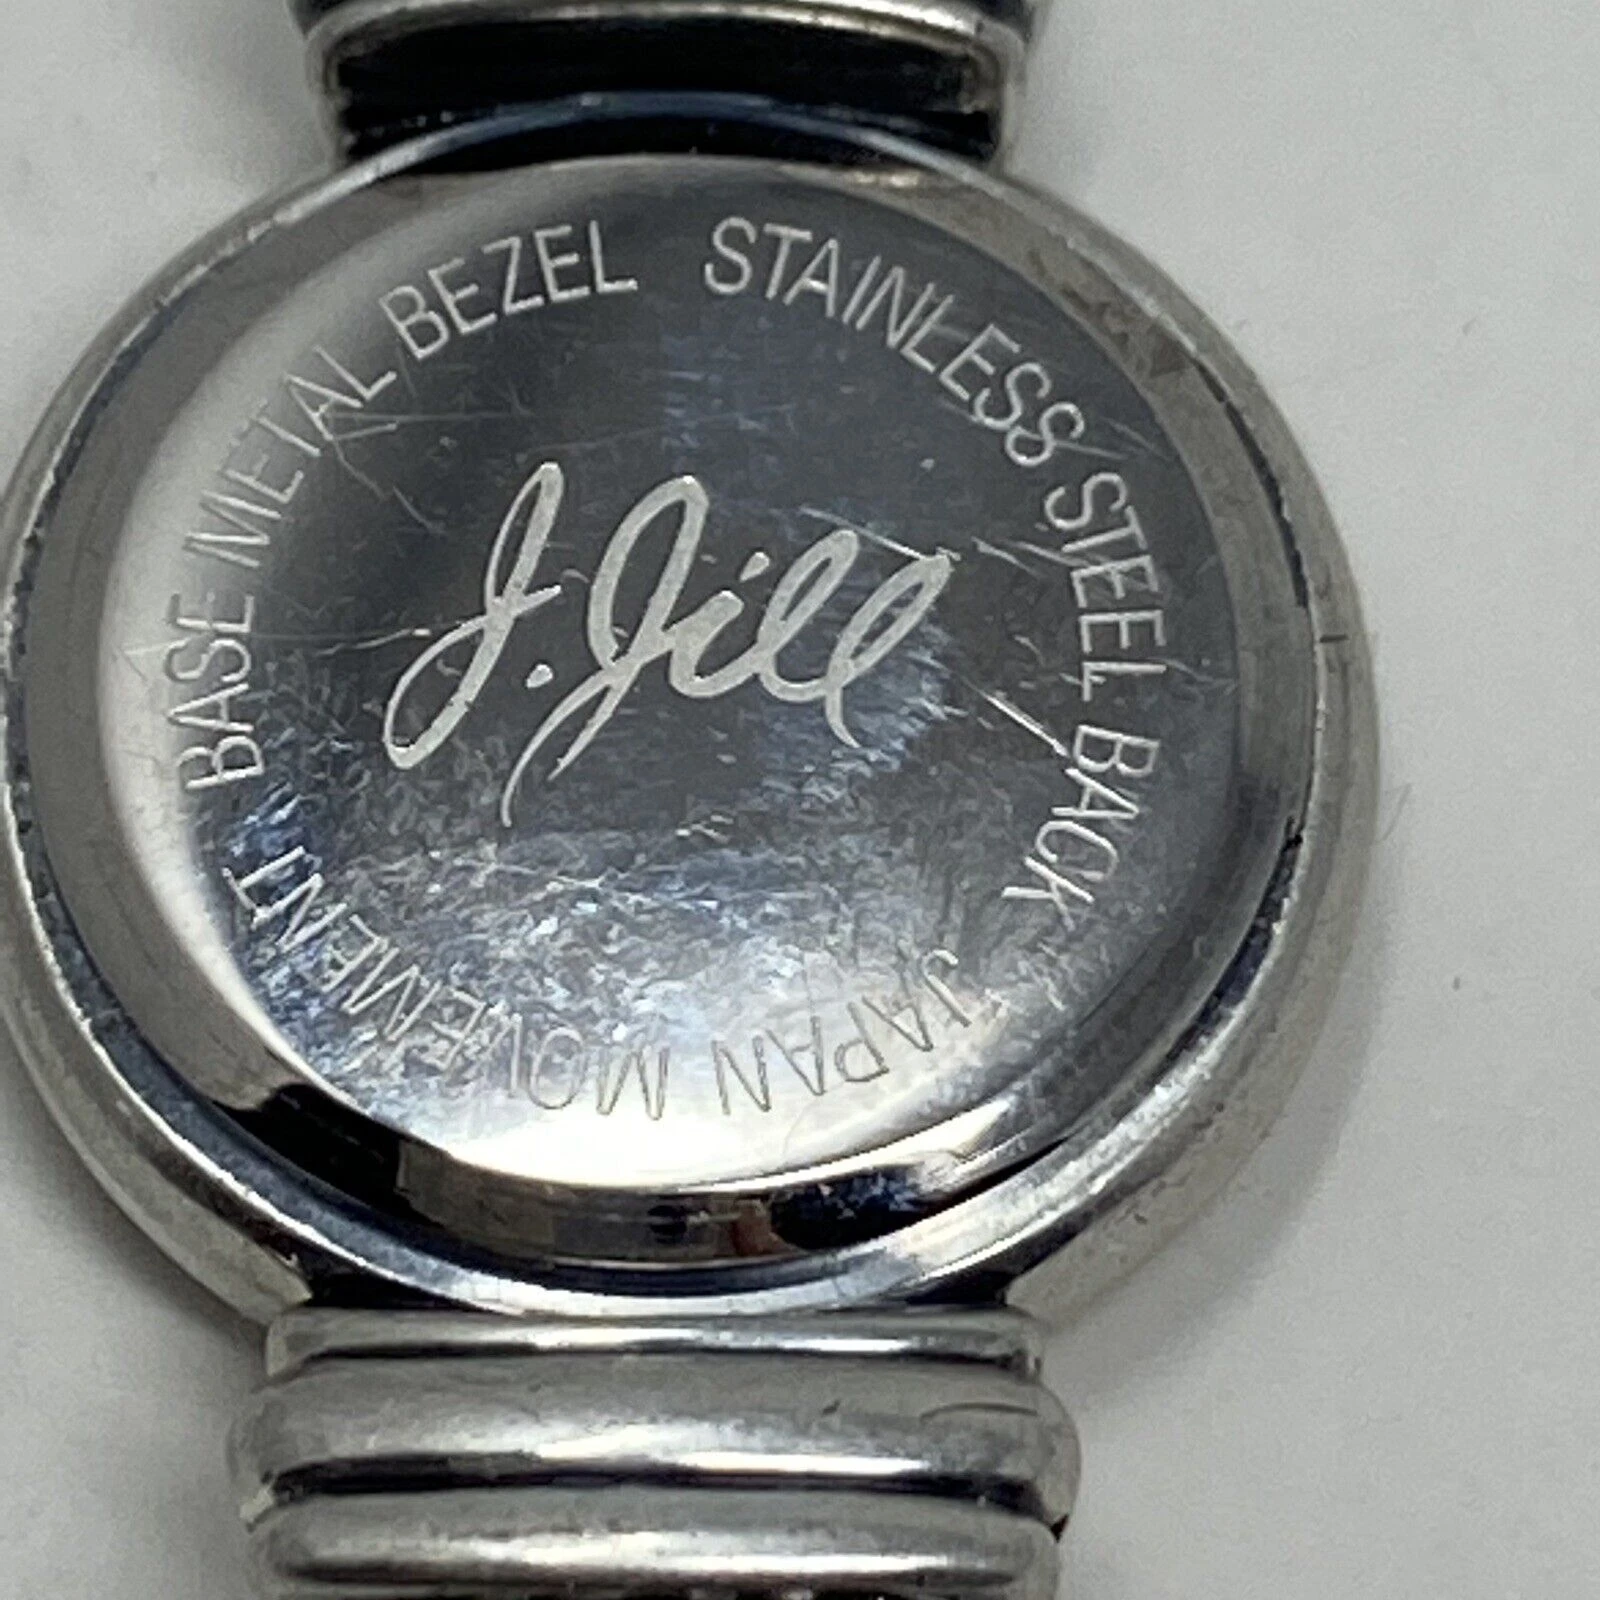 BASE METAL BEZEL STAINLESS STEEL BACK
JAPAN MOVEMENT
J.Jill